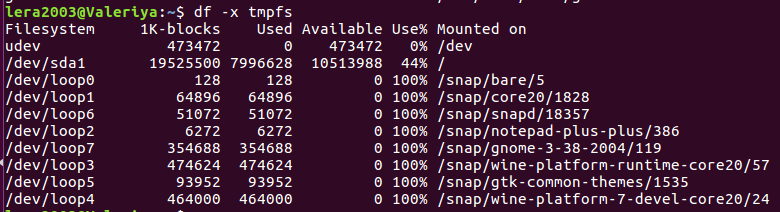 lera2003@Valeriya:~$ df -x tmpfs
Filesystem     1K-blocks    Used Available Use% Mounted on
udev              473472       0    473472   0% /dev
/dev/sda1       19525500 7996628  10513988  44% /
/dev/loop0           128     128         0 100% /snap/bare/5
/dev/loop1         64896   64896         0 100% /snap/core20/1828
/dev/loop6         51072   51072         0 100% /snap/snapd/18357
/dev/loop2          6272    6272         0 100% /snap/notepad-plus-plus/386
/dev/loop7        354688  354688         0 100% /snap/gnome-3-38-2004/119
/dev/loop3        474624  474624         0 100% /snap/wine-platform-runtime-core20/57
/dev/loop5         93952   93952         0 100% /snap/gtk-common-themes/1535
/dev/loop4        464000  464000         0 100% /snap/wine-platform-7-devel-core20/24